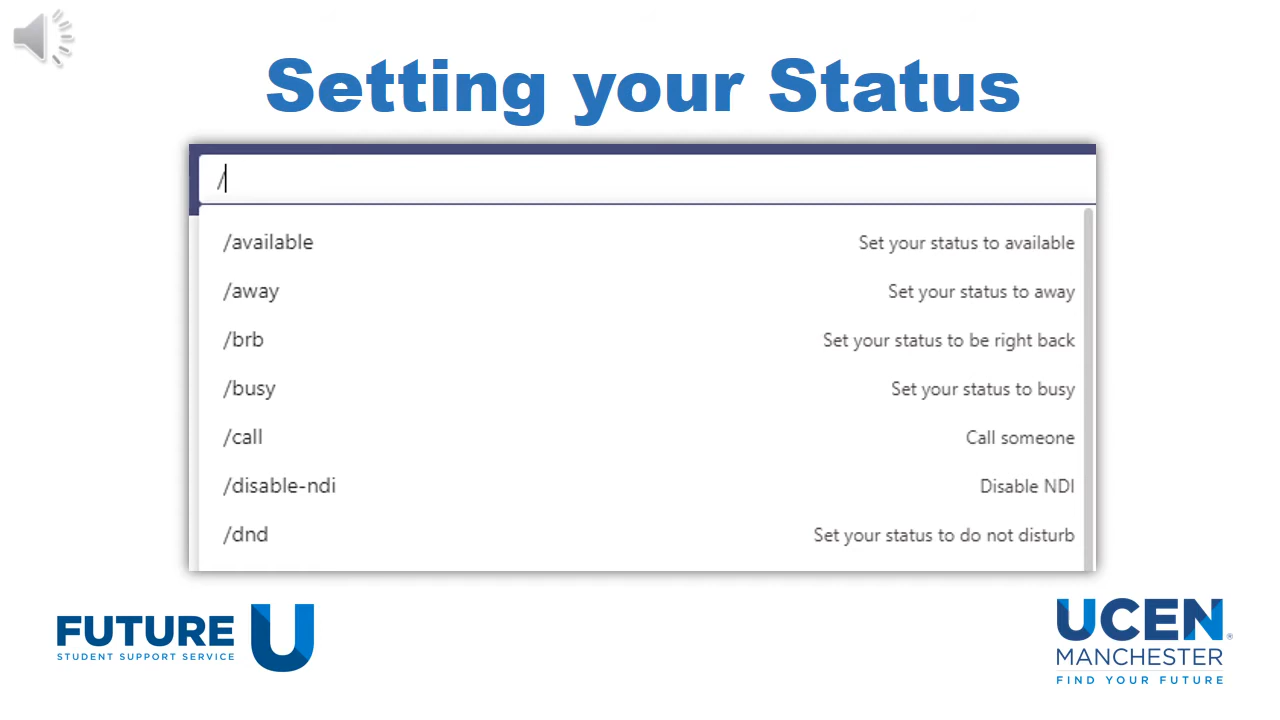 Setting your Status
/
/available Set your status to available
/away Set your status to away
/brb Set your status to be right back
/busy Set your status to busy
/call Call someone
/disable-ndi Disable NDI
/dnd Set your status to do not disturb
FUTURE U
STUDENT SUPPORT SERVICE
UCEN
MANCHESTER
FIND YOUR FUTURE